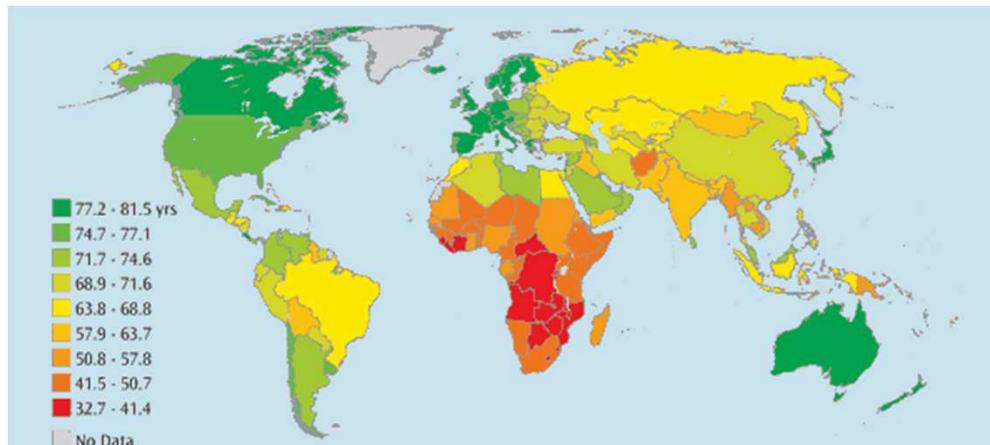 77.2 - 81.5 yrs
74.7 - 77.1
71.7 - 74.6
68.9 - 71.6
63.8 - 68.8
57.9 - 63.7
50.8 - 57.8
41.5 - 50.7
32.7 - 41.4
No Data